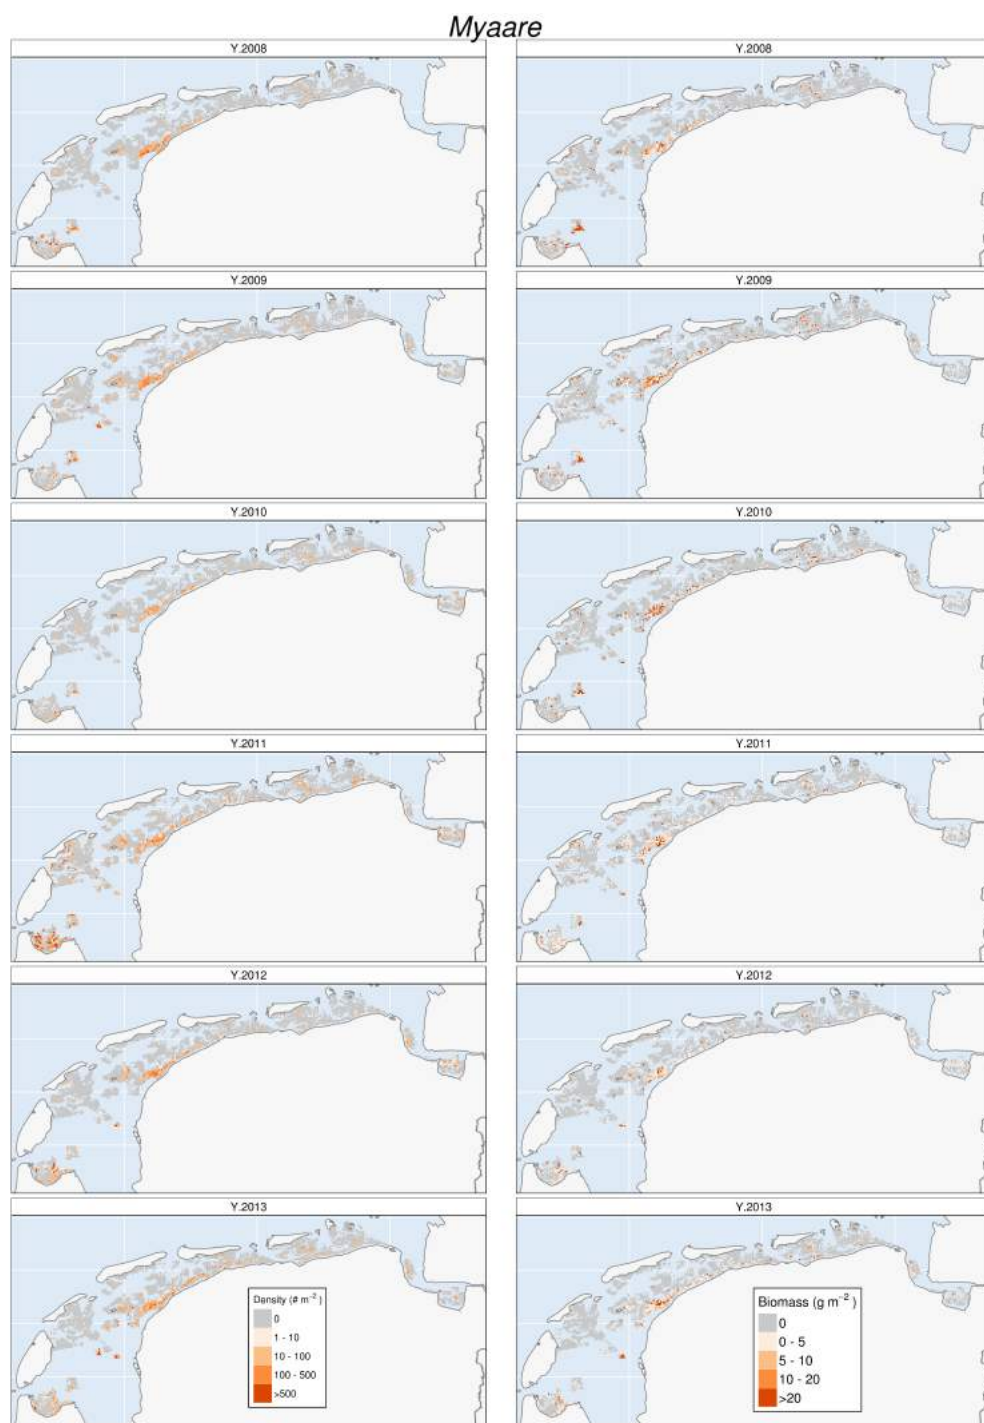 Myaare
Y.2008
Y.2008
Y.2009
Y.2009
Y.2010
Y.2010
Y.2011
Y.2011
Y.2012
Y.2012
Y.2013
Y.2013
Density (# m⁻²)
0
1 - 10
10 - 100
100 - 500
>500
Biomass (g m⁻²)
0
0 - 5
5 - 10
10 - 20
>20